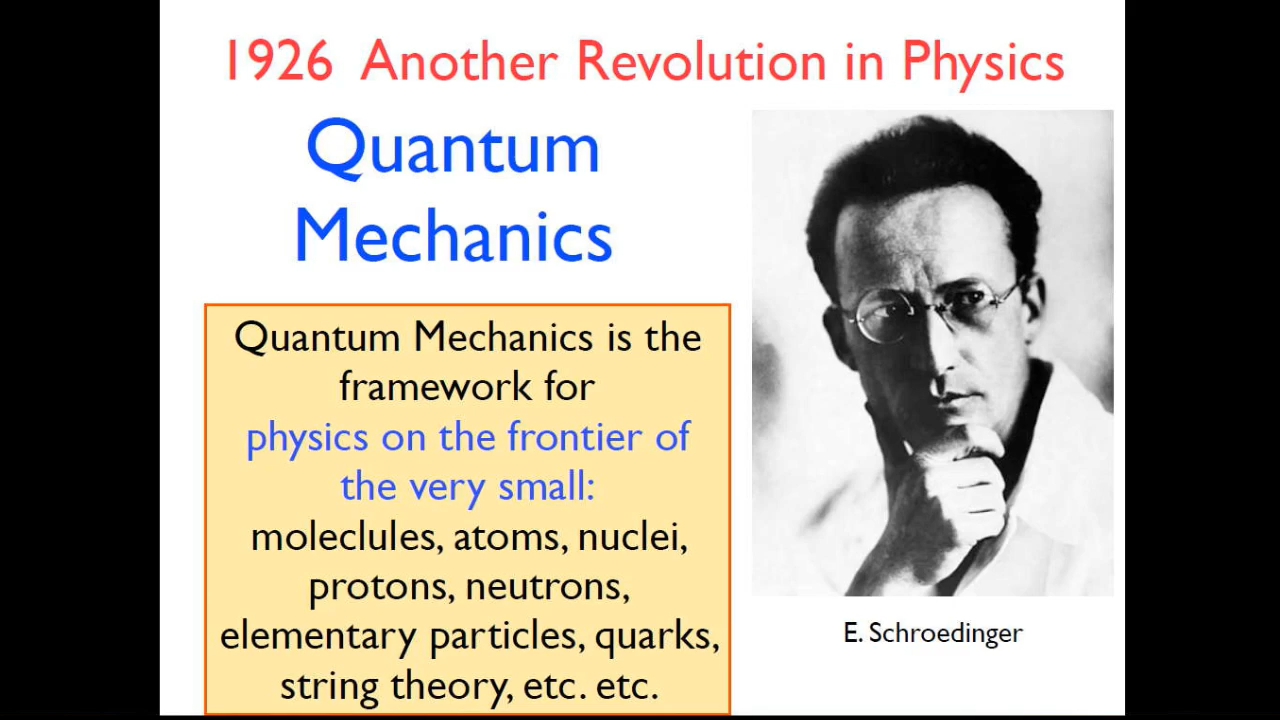 1926 Another Revolution in Physics
Quantum
Mechanics
Quantum Mechanics is the
framework for
physics on the frontier of
the very small:
moleclules, atoms, nuclei,
protons, neutrons,
elementary particles, quarks,
string theory, etc. etc.
E. Schroedinger